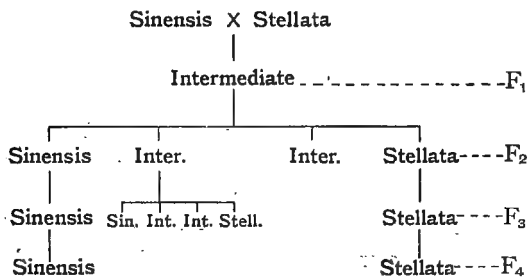 Sinensis X Stellata
Intermediate F₁
Sinensis Inter. Inter. Stellata F₂
Sinensis Sin. Int. Int. Stell. Stellata F₃
Sinensis Stellata F₄